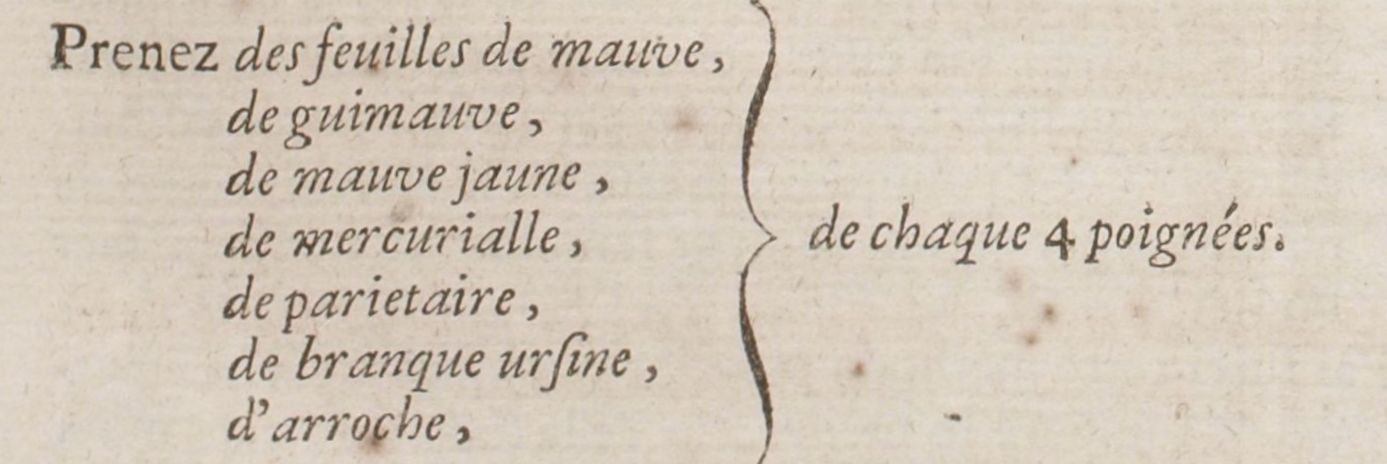 Prenez des feuilles de mauve,
de guimauve,
de mauve jaune,
de mercurialle,
de chaque 4 poignées.
de parietaire,
de branque urſine,
d'arroche,